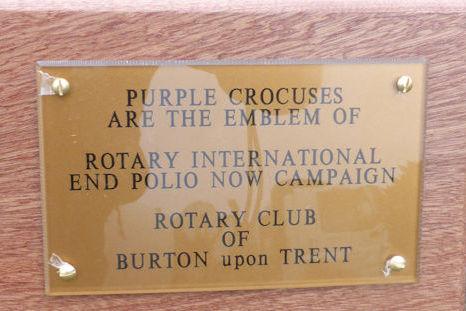 PURPLE CROCUSES
ARE THE EMBLEM OF
ROTARY INTERNATIONAL
END POLIO NOW CAMPAIGN
ROTARY CLUB
OF
BURTON upon TRENT